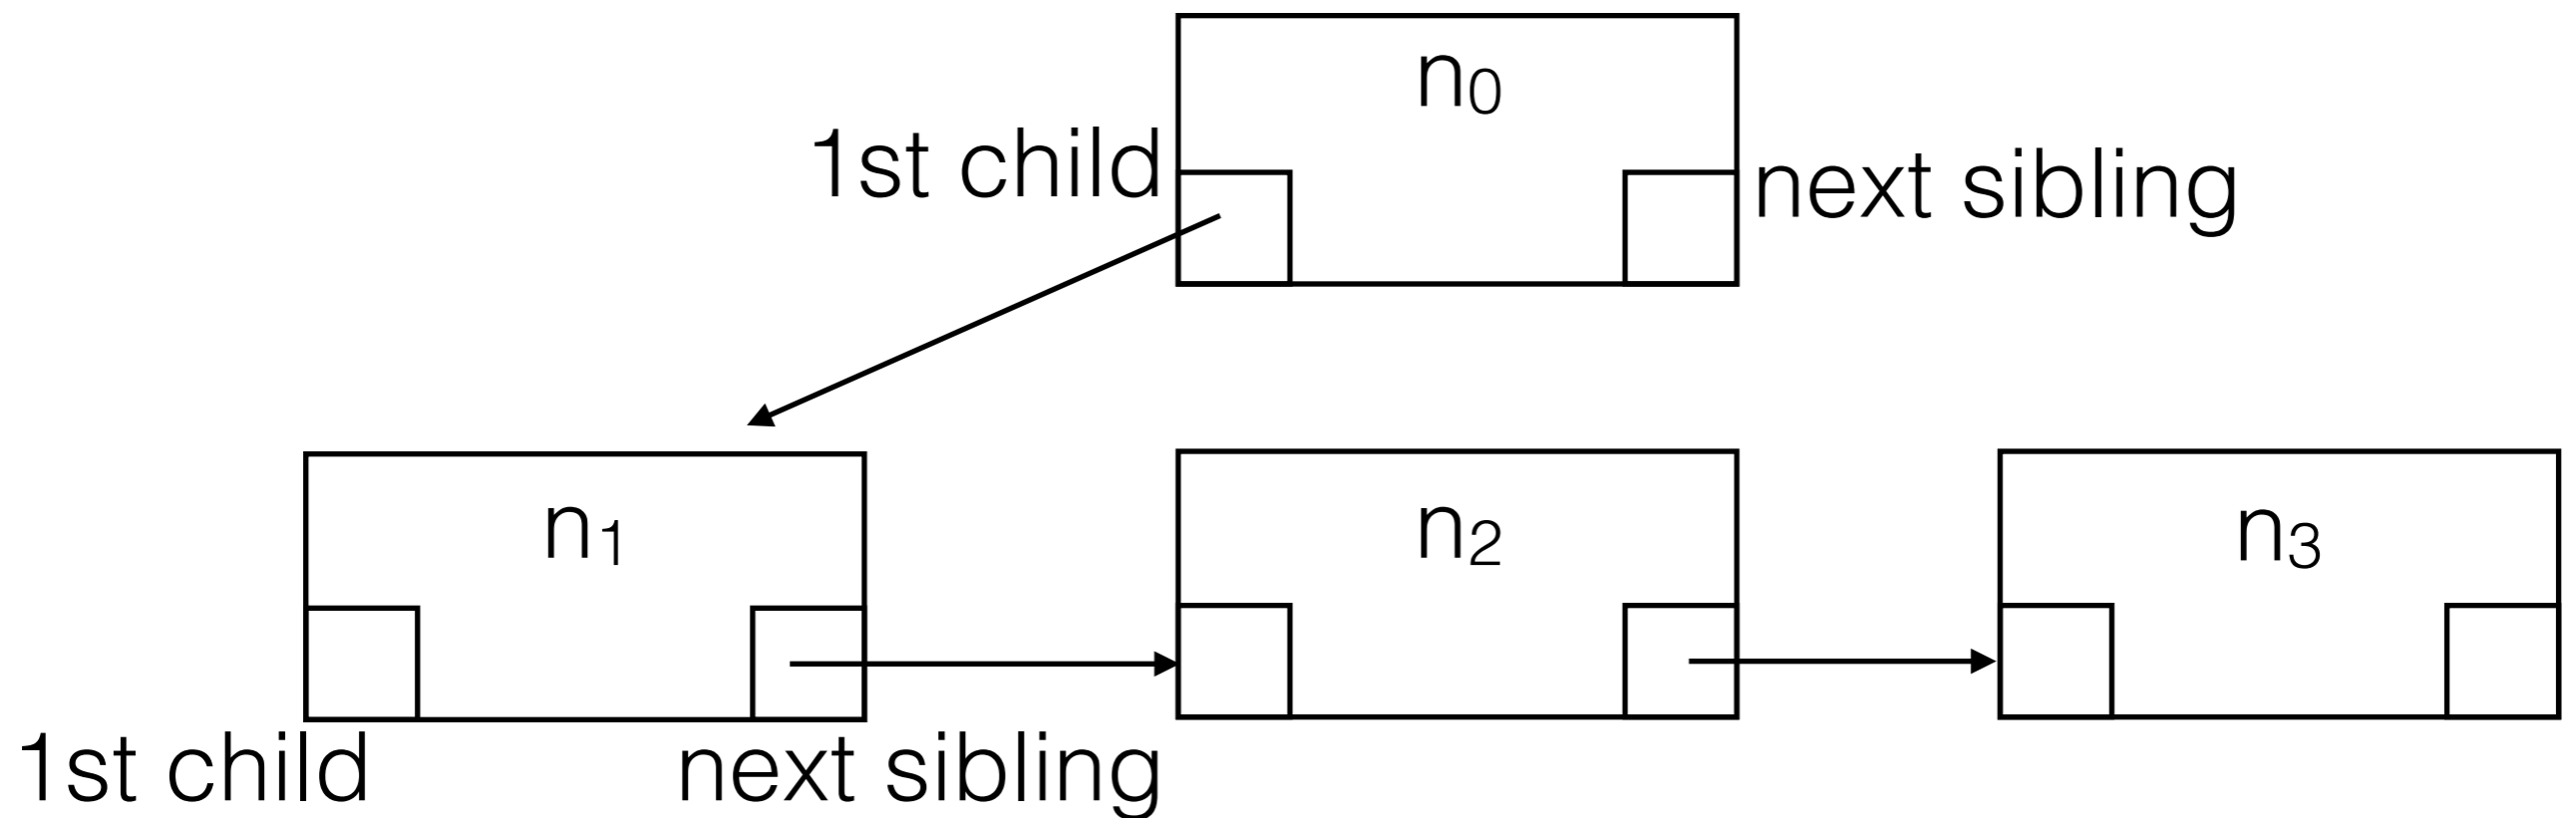 n₀
1st child
next sibling
n₁
n₂
n₃
1st child
next sibling